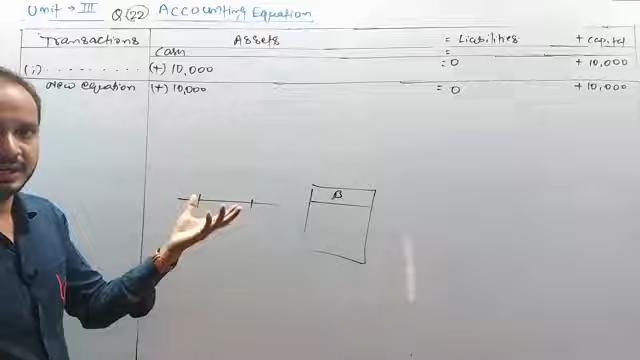 Unit → III Q(22) Accounting Equation
Transactions Assets = Liabilities + capital
Cash =
(i) .......... (+) 10,000 = 0 + 10,000
New equation (+) 10,000 = 0 + 10,000
B